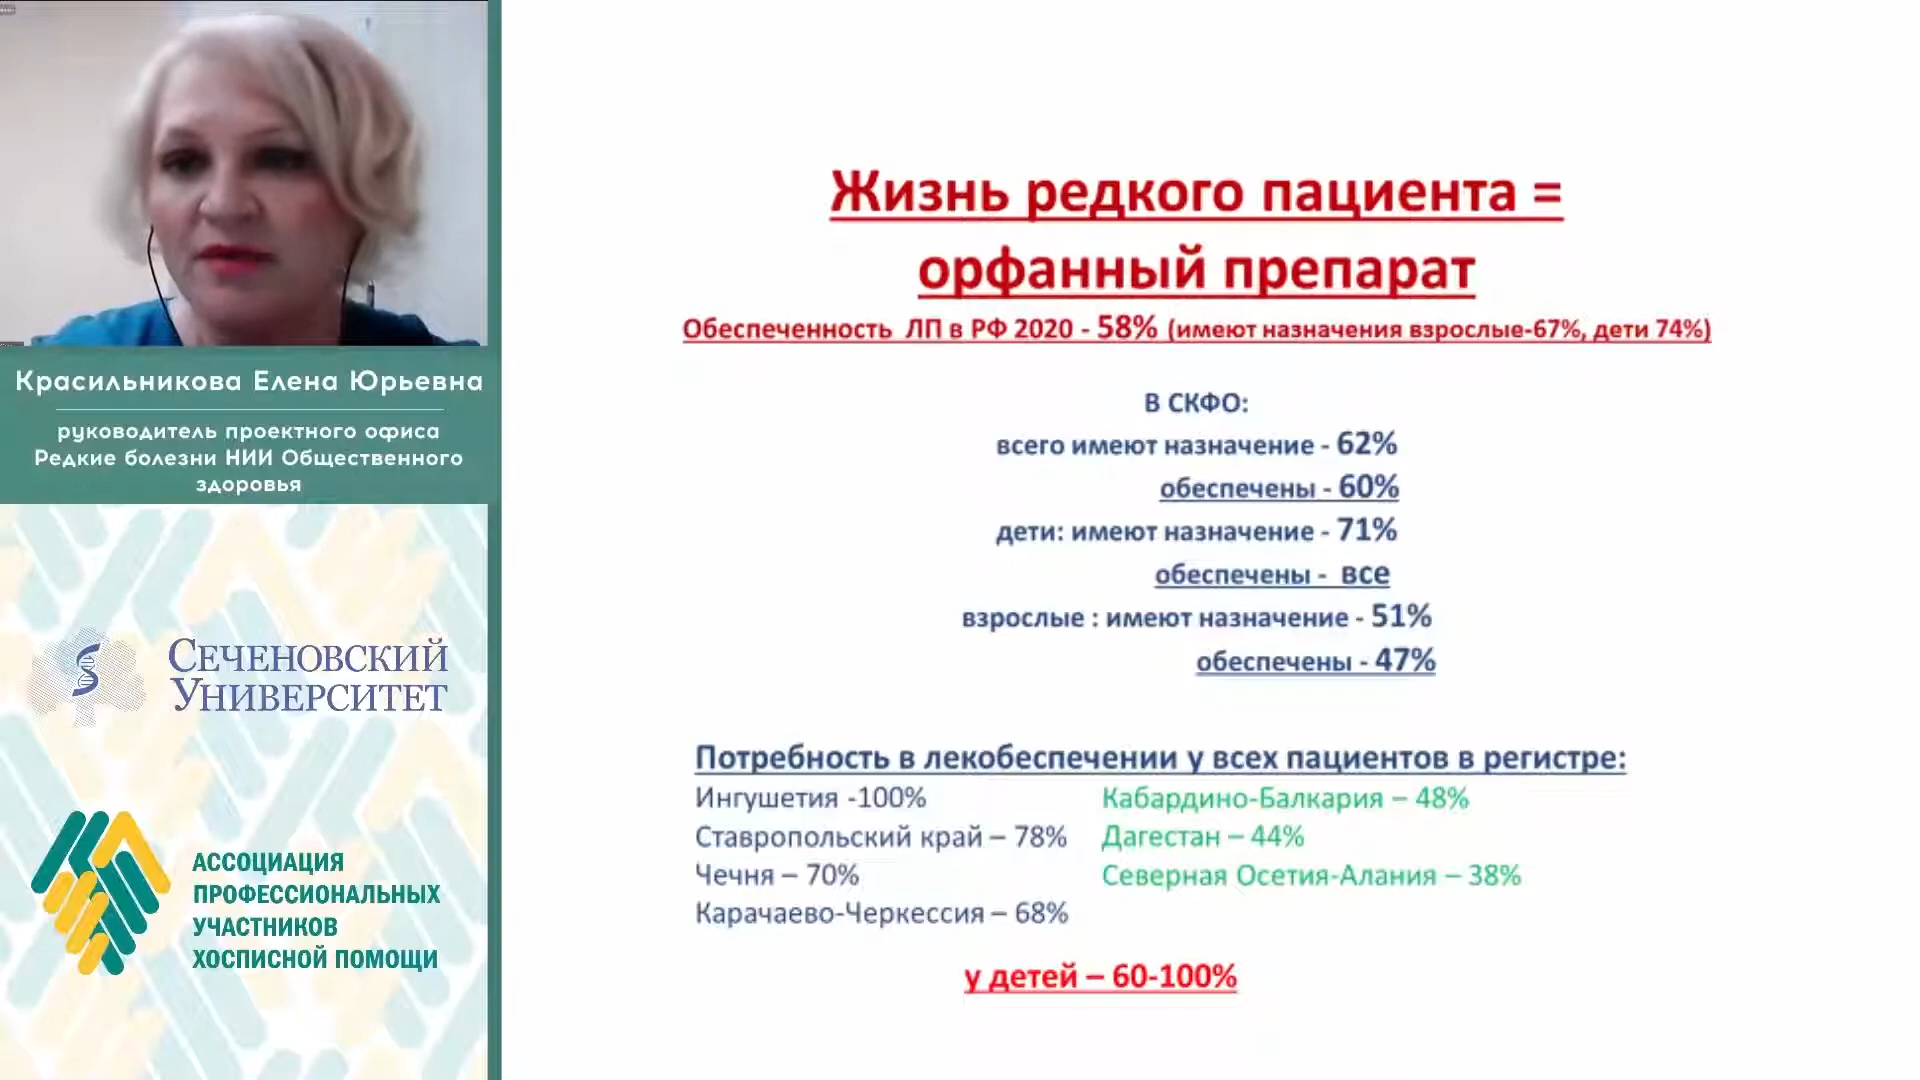 Красильникова Елена Юрьевна
руководитель проектного офиса
Редкие болезни НИИ Общественного
здоровья
СЕЧЕНОВСКИЙ
УНИВЕРСИТЕТ
АССОЦИАЦИЯ
ПРОФЕССИОНАЛЬНЫХ
УЧАСТНИКОВ
ХОСПИСНОЙ ПОМОЩИ
Жизнь редкого пациента =
орфанный препарат
Обеспеченность ЛП в РФ 2020 - 58% (имеют назначения взрослые-67%, дети 74%)
В СКФО:
всего имеют назначение - 62%
обеспечены - 60%
дети: имеют назначение - 71%
обеспечены - все
взрослые : имеют назначение - 51%
обеспечены - 47%
Потребность в лекобеспечении у всех пациентов в регистре:
Ингушетия -100%
Ставропольский край – 78%
Чечня – 70%
Карачаево-Черкессия – 68%
Кабардино-Балкария – 48%
Дагестан – 44%
Северная Осетия-Алания – 38%
у детей – 60-100%